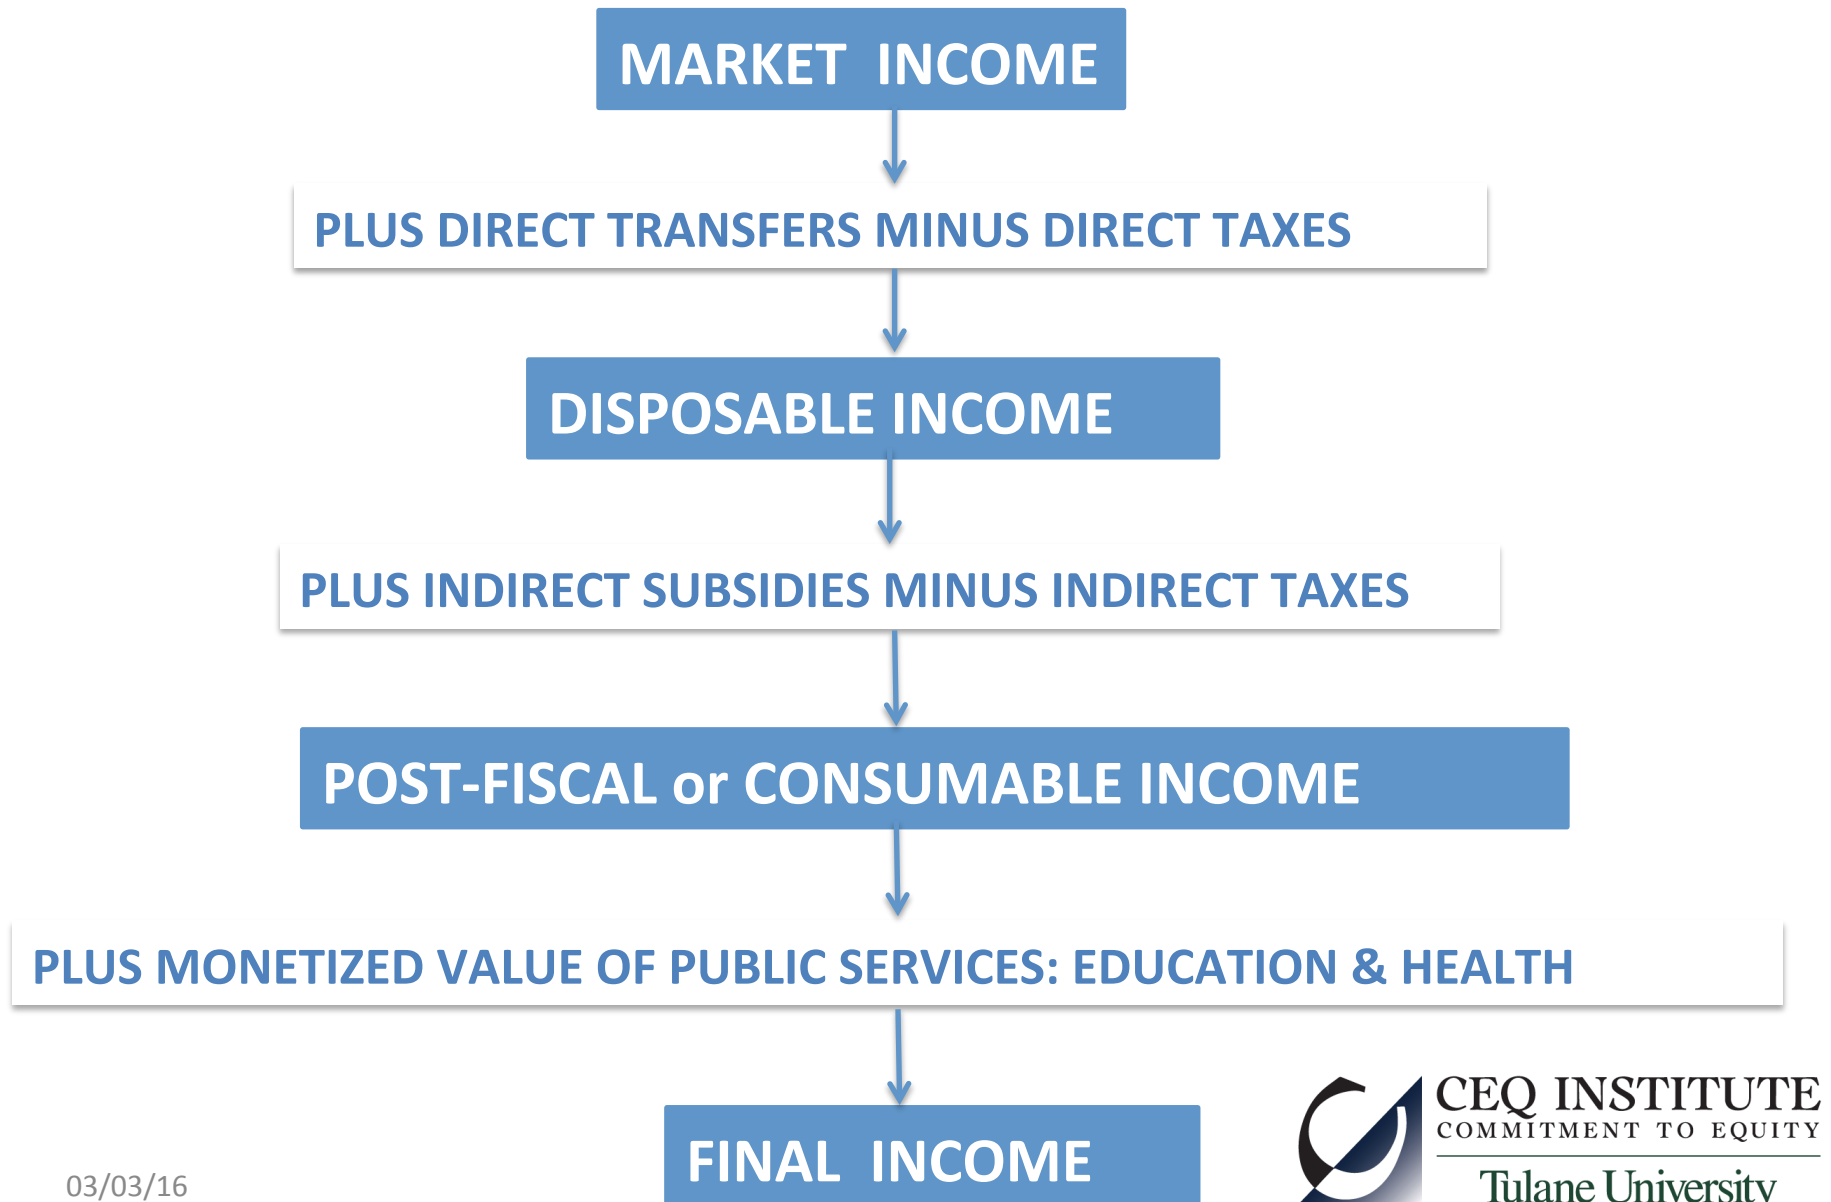 MARKET INCOME
PLUS DIRECT TRANSFERS MINUS DIRECT TAXES
DISPOSABLE INCOME
PLUS INDIRECT SUBSIDIES MINUS INDIRECT TAXES
POST-FISCAL or CONSUMABLE INCOME
PLUS MONETIZED VALUE OF PUBLIC SERVICES: EDUCATION & HEALTH
FINAL INCOME
CEQ INSTITUTE
COMMITMENT TO EQUITY
Tulane University
03/03/16